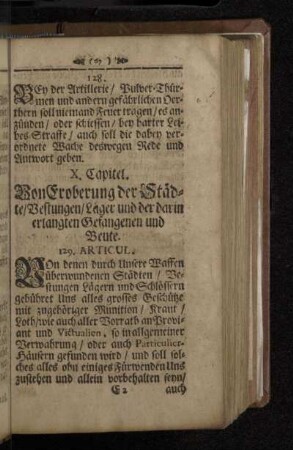 128.
BEy der Artillerie / Pulver-Thür-
men und andern gefährlichen Oer-
thern soll niemand Feuer tragen / es an-
zünden / oder schiessen / bey harter Lei-
bes Straffe / auch soll die dabey ver-
ordnete Wache deswegen Rede und
Antwort geben.
X. Capitel.
Von Eroberung der Städ-
te / Vestungen / Läger und der darin
erlangten Gefangenen und
Beute.
129. ARTICUL.
VOn denen durch Unsere Waffen
überwundenen Städten / Ve-
stungen Lägern und Schlössern
gebühret Uns alles grosses Geschütze
mit zugehöriger Munition / Kraut /
Loth / wie auch aller Vorrath an Provi-
ant und Victualien, so in allgemeiner
Verwahrung / oder auch Particulier-
Häusern gefunden wird / und soll sol-
ches alles ohn einiges Fürwenden Uns
zustehen und allein vorbehalten seyn /
E 2 auch